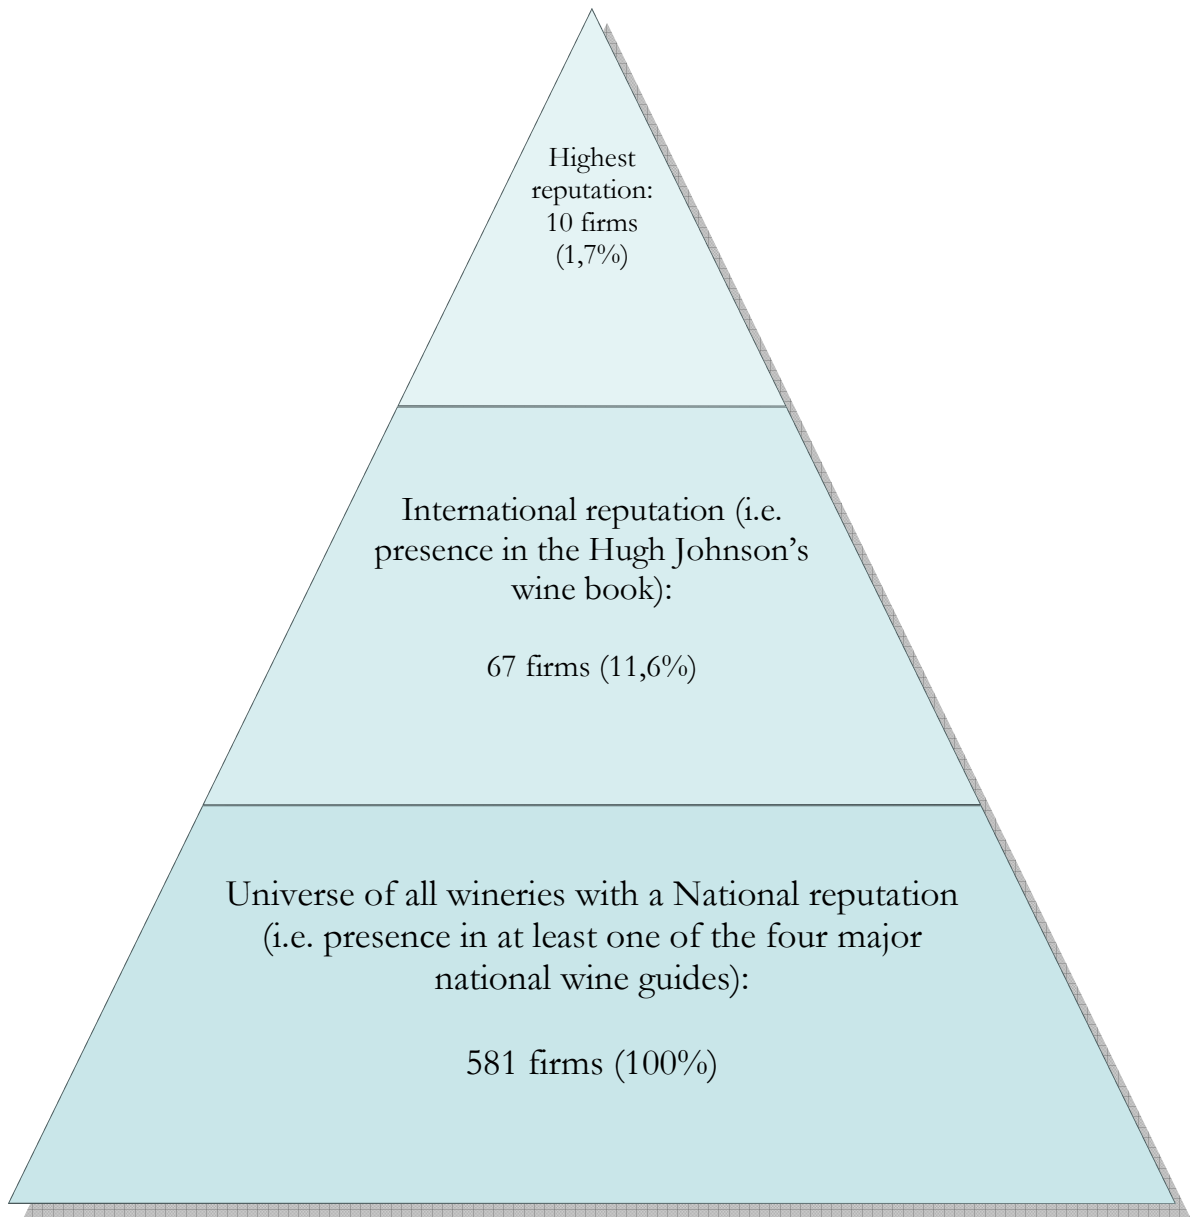 Highest
reputation:
10 firms
(1,7%)
International reputation (i.e.
presence in the Hugh Johnson’s
wine book):
67 firms (11,6%)
Universe of all wineries with a National reputation
(i.e. presence in at least one of the four major
national wine guides):
581 firms (100%)